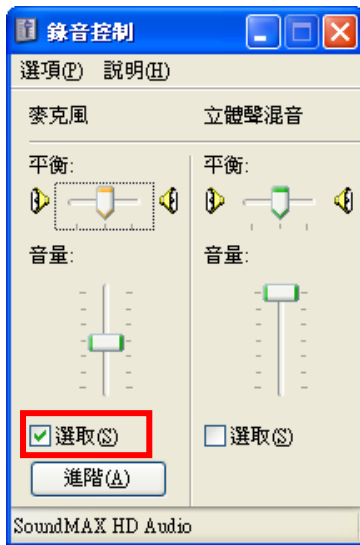 錄音控制
選項(P) 說明(H)
麥克風 立體聲混音
平衡: 平衡:
音量: 音量:
選取(S) 選取(S)
進階(A)
SoundMAX HD Audio